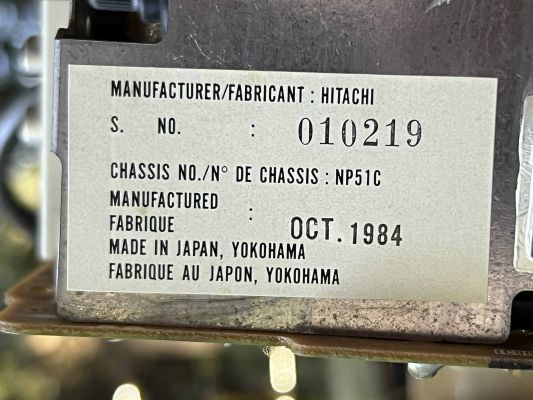 MANUFACTURER/FABRICANT : HITACHI
S. NO. : 010219
CHASSIS NO./N° DE CHASSIS : NP51C
MANUFACTURED
FABRIQUE : OCT. 1984
MADE IN JAPAN, YOKOHAMA
FABRIQUE AU JAPON, YOKOHAMA